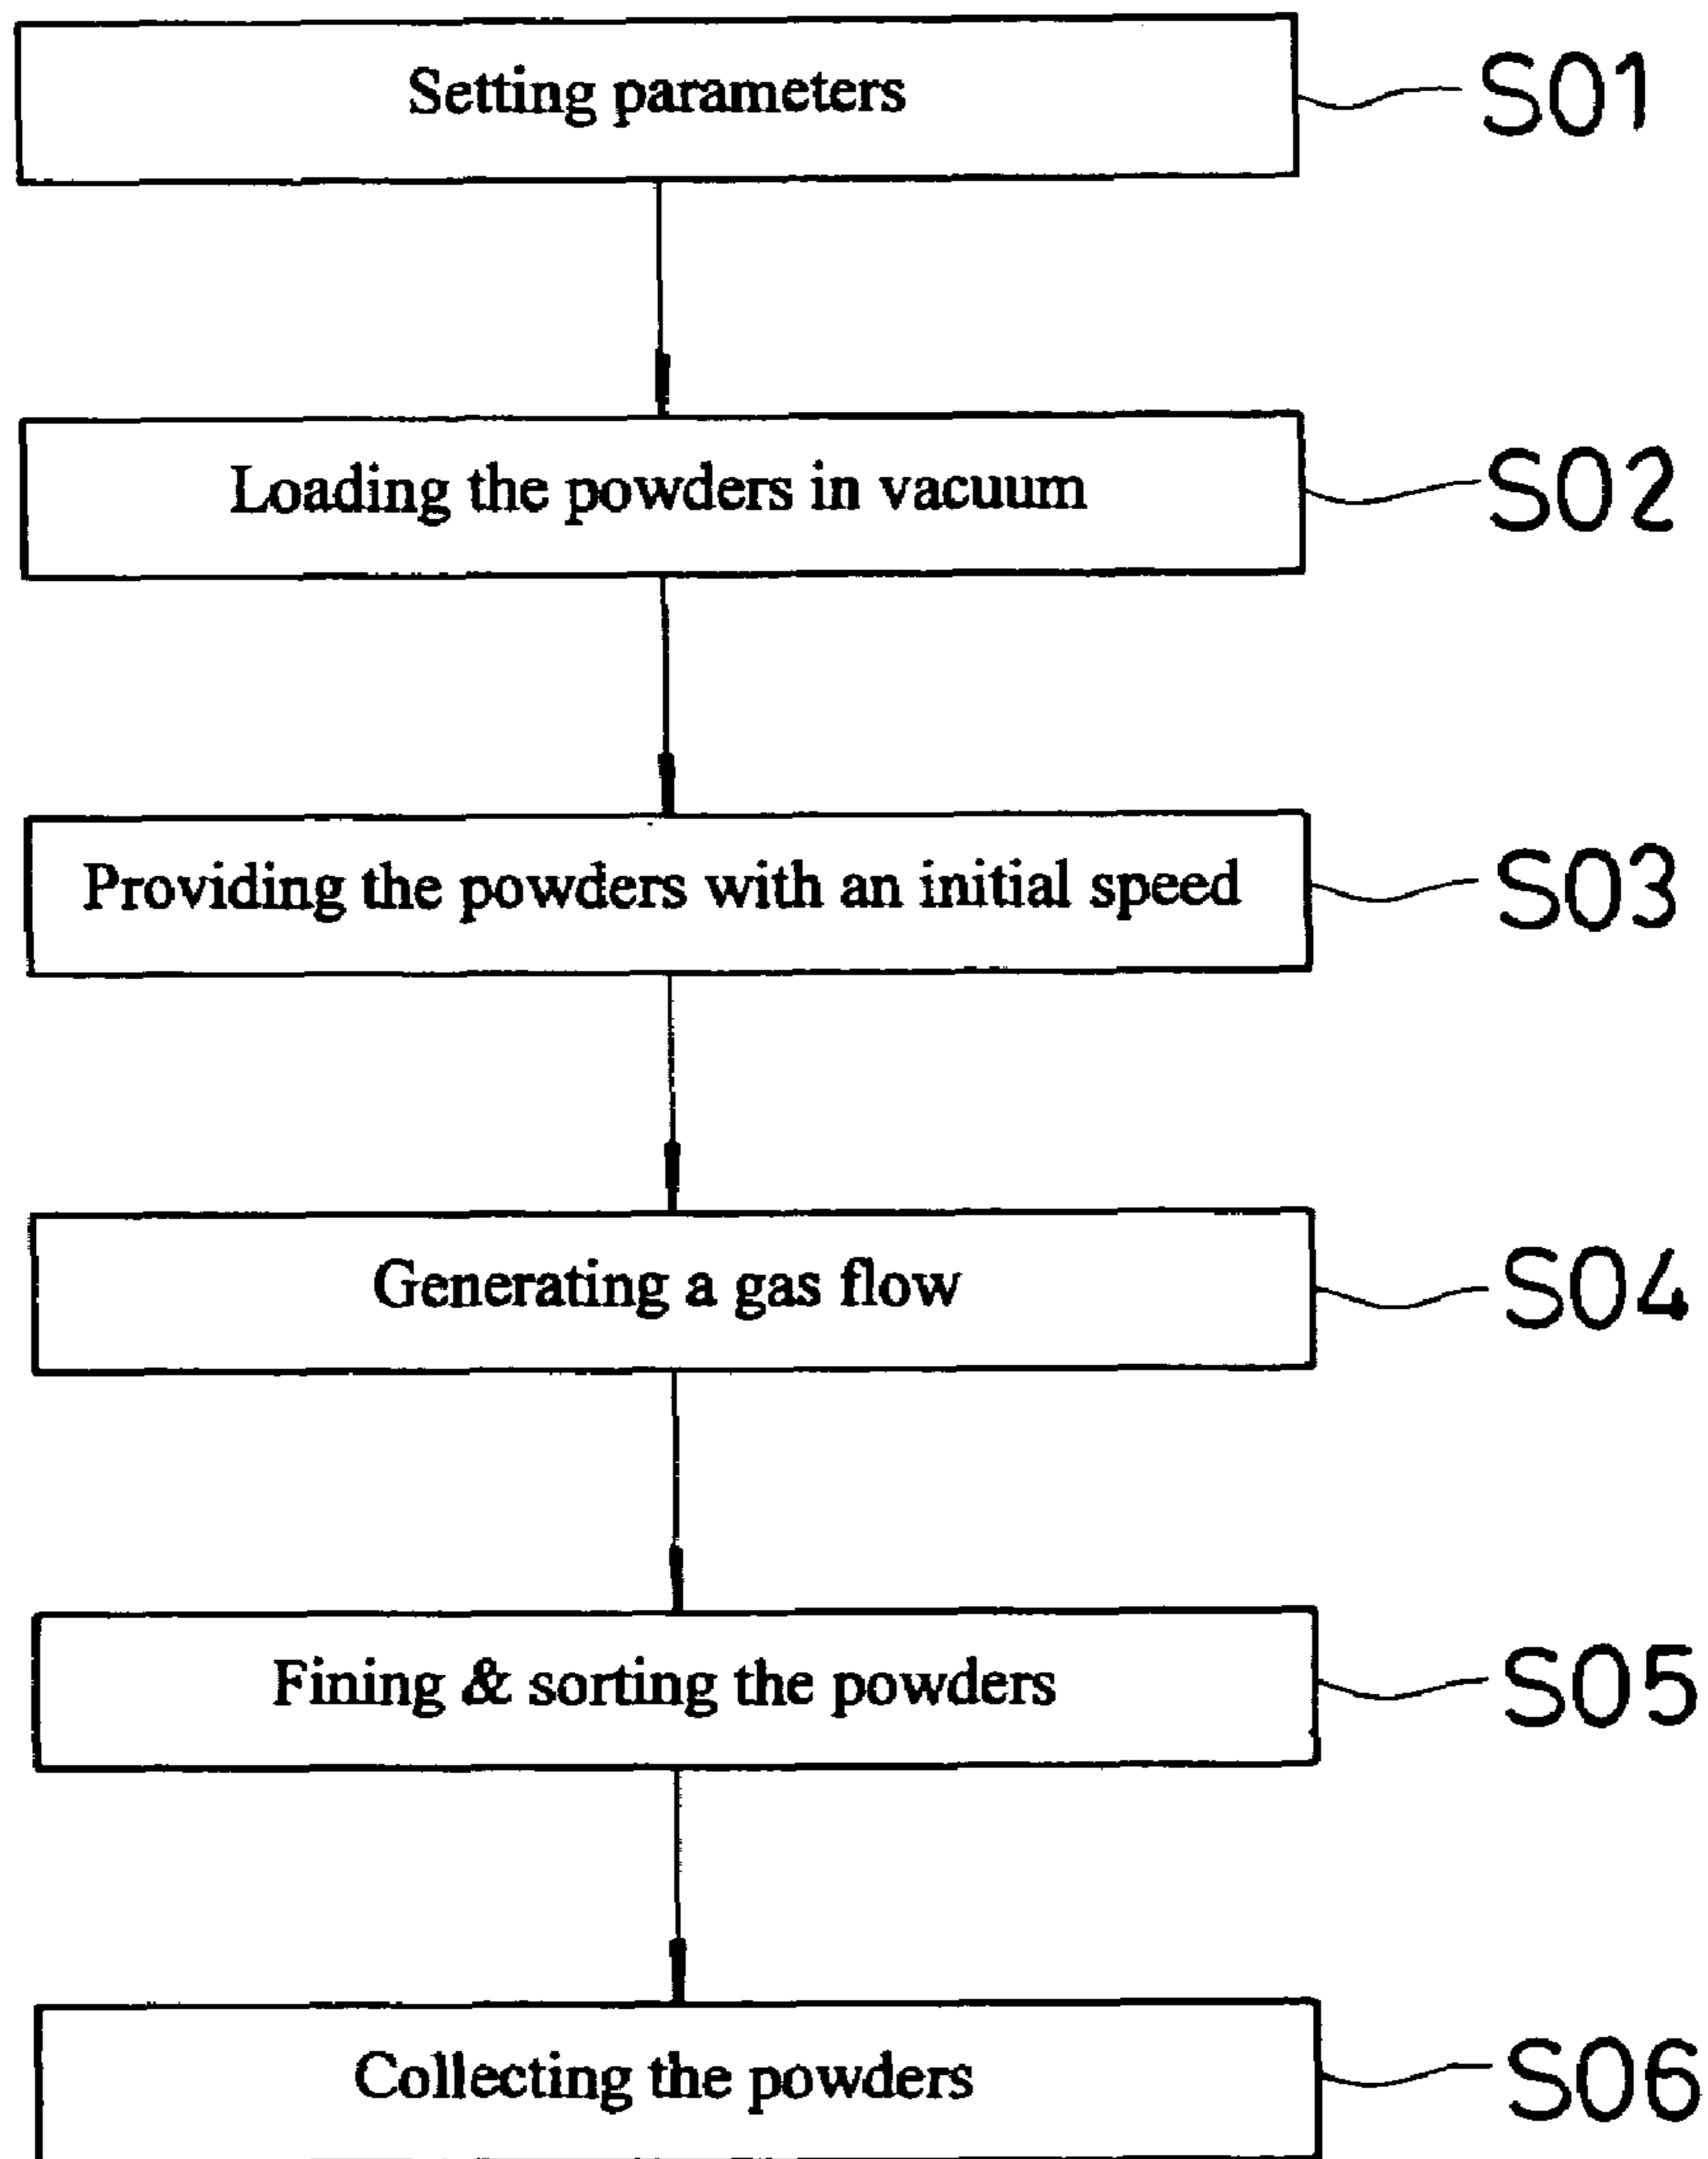 Setting parameters S01
Loading the powders in vacuum S02
Providing the powders with an initial speed S03
Generating a gas flow S04
Fining & sorting the powders S05
Collecting the powders S06